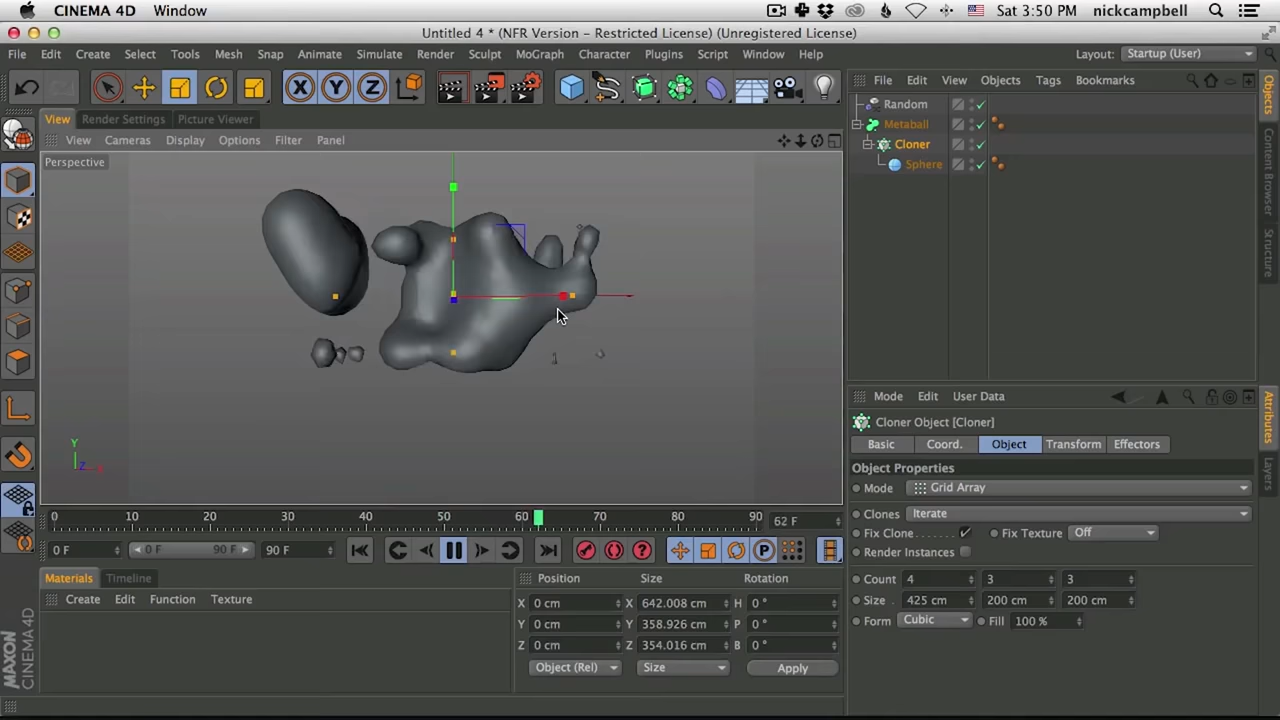 CINEMA 4D Window Sat 3:50 PM nickcampbell
Untitled 4 * (NFR Version - Restricted License) (Unregistered License)
File Edit Create Select Tools Mesh Snap Animate Simulate Render Sculpt MoGraph Character Plugins Script Window Help Layout: Startup (User)
X Y Z
File Edit View Objects Tags Bookmarks
Random
Metaball
Cloner
Sphere
View Render Settings Picture Viewer
View Cameras Display Options Filter Panel
Perspective
Y
Z X
0 10 20 30 40 50 60 70 80 90 62 F
0 F 0 F 90 F 90 F
Materials Timeline
Create Edit Function Texture
Position Size Rotation
X 0 cm X 642.008 cm H 0 °
Y 0 cm Y 358.926 cm P 0 °
Z 0 cm Z 354.016 cm B 0 °
Object (Rel) Size Apply
Mode Edit User Data
Cloner Object [Cloner]
Basic Coord. Object Transform Effectors
Object Properties
Mode Grid Array
Clones Iterate
Fix Clone Fix Texture Off
Render Instances
Count 4 3 3
Size 425 cm 200 cm 200 cm
Form Cubic Fill 100 %
Objects
Content Browser
Structure
Attributes
Layers
MAXON
CINEMA 4D